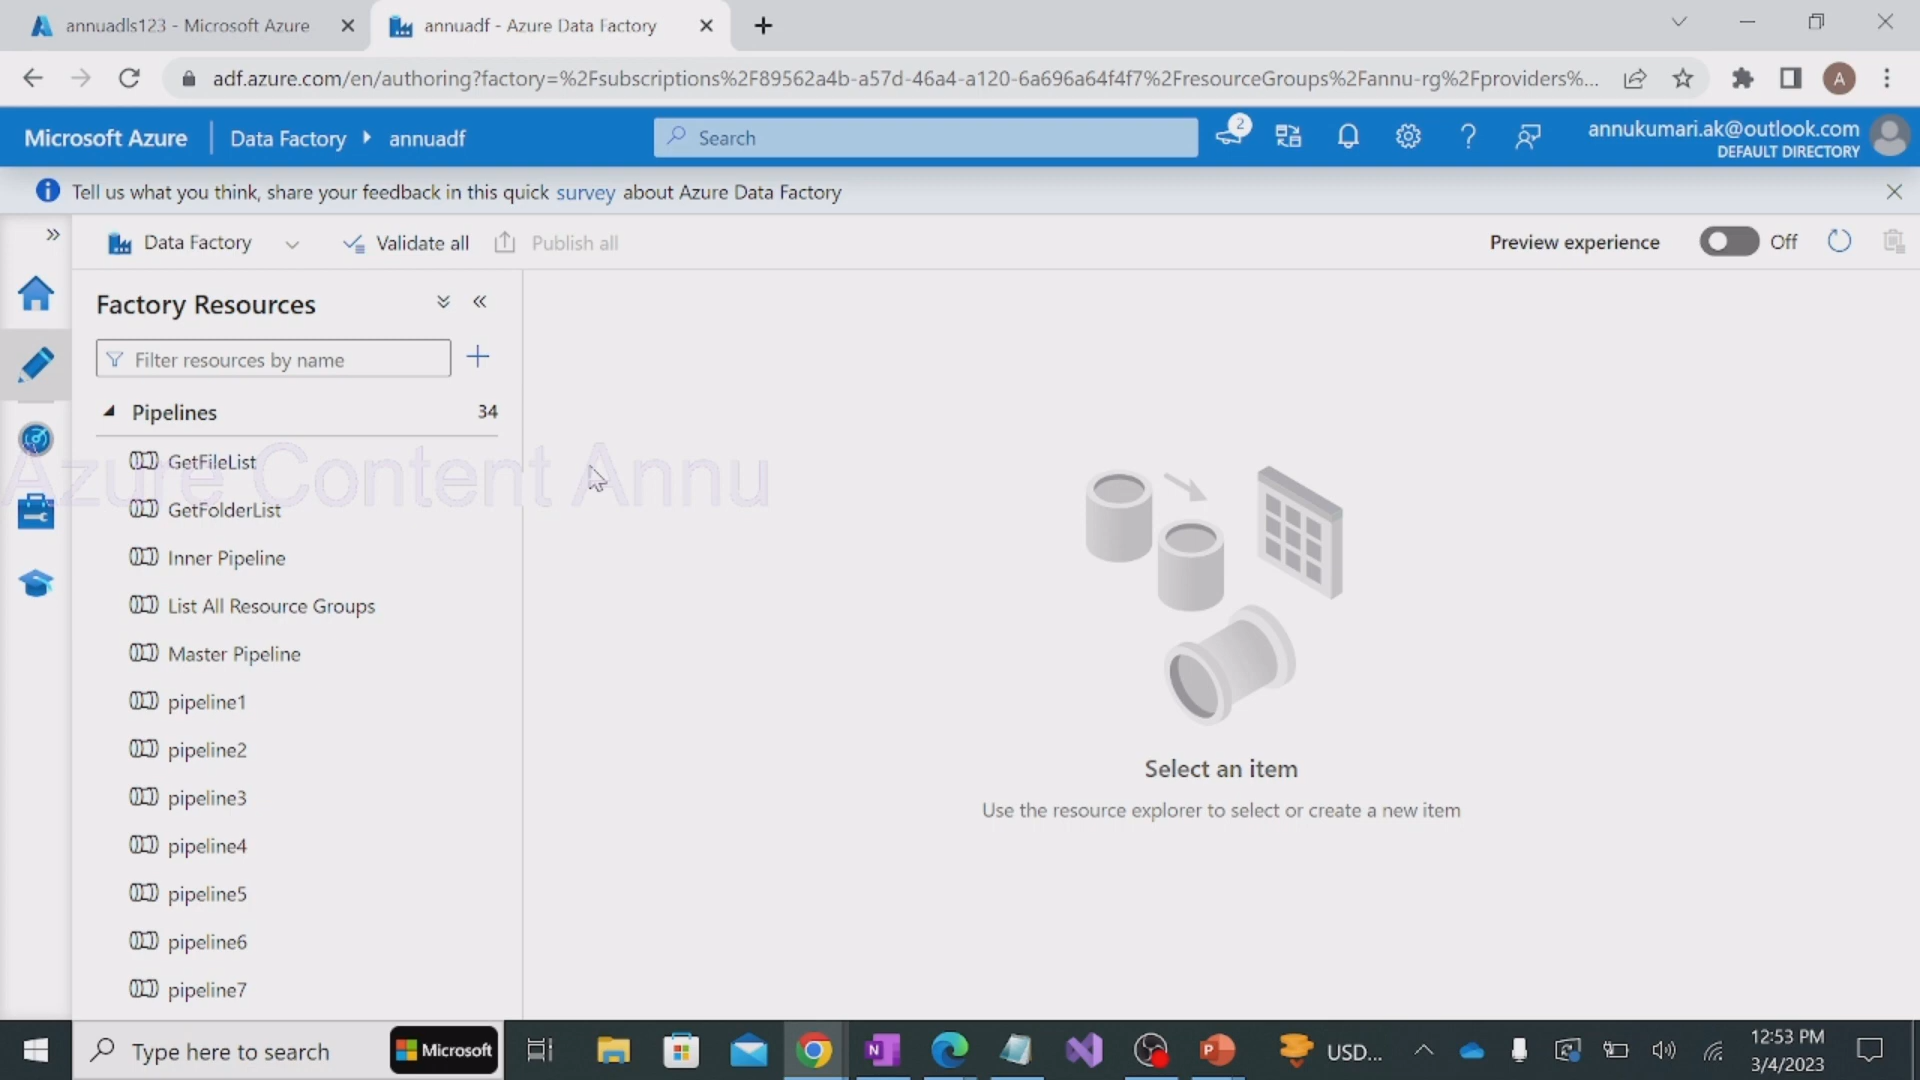 annuadls123 - Microsoft Azure
annuadf - Azure Data Factory
adf.azure.com/en/authoring?factory=%2Fsubscriptions%2F89562a4b-a57d-46a4-a120-6a696a64f4f7%2FresourceGroups%2Fannu-rg%2Fproviders%...
A
Microsoft Azure
Data Factory
annuadf
Search
2
annukumari.ak@outlook.com
DEFAULT DIRECTORY
Tell us what you think, share your feedback in this quick survey about Azure Data Factory
Data Factory
Validate all
Publish all
Preview experience
Off
Factory Resources
Filter resources by name
Pipelines
34
GetFileList
Azure Content Annu
GetFolderList
Inner Pipeline
List All Resource Groups
Master Pipeline
pipeline1
pipeline2
pipeline3
pipeline4
pipeline5
pipeline6
pipeline7
Select an item
Use the resource explorer to select or create a new item
Type here to search
Microsoft
USD...
12:53 PM
3/4/2023